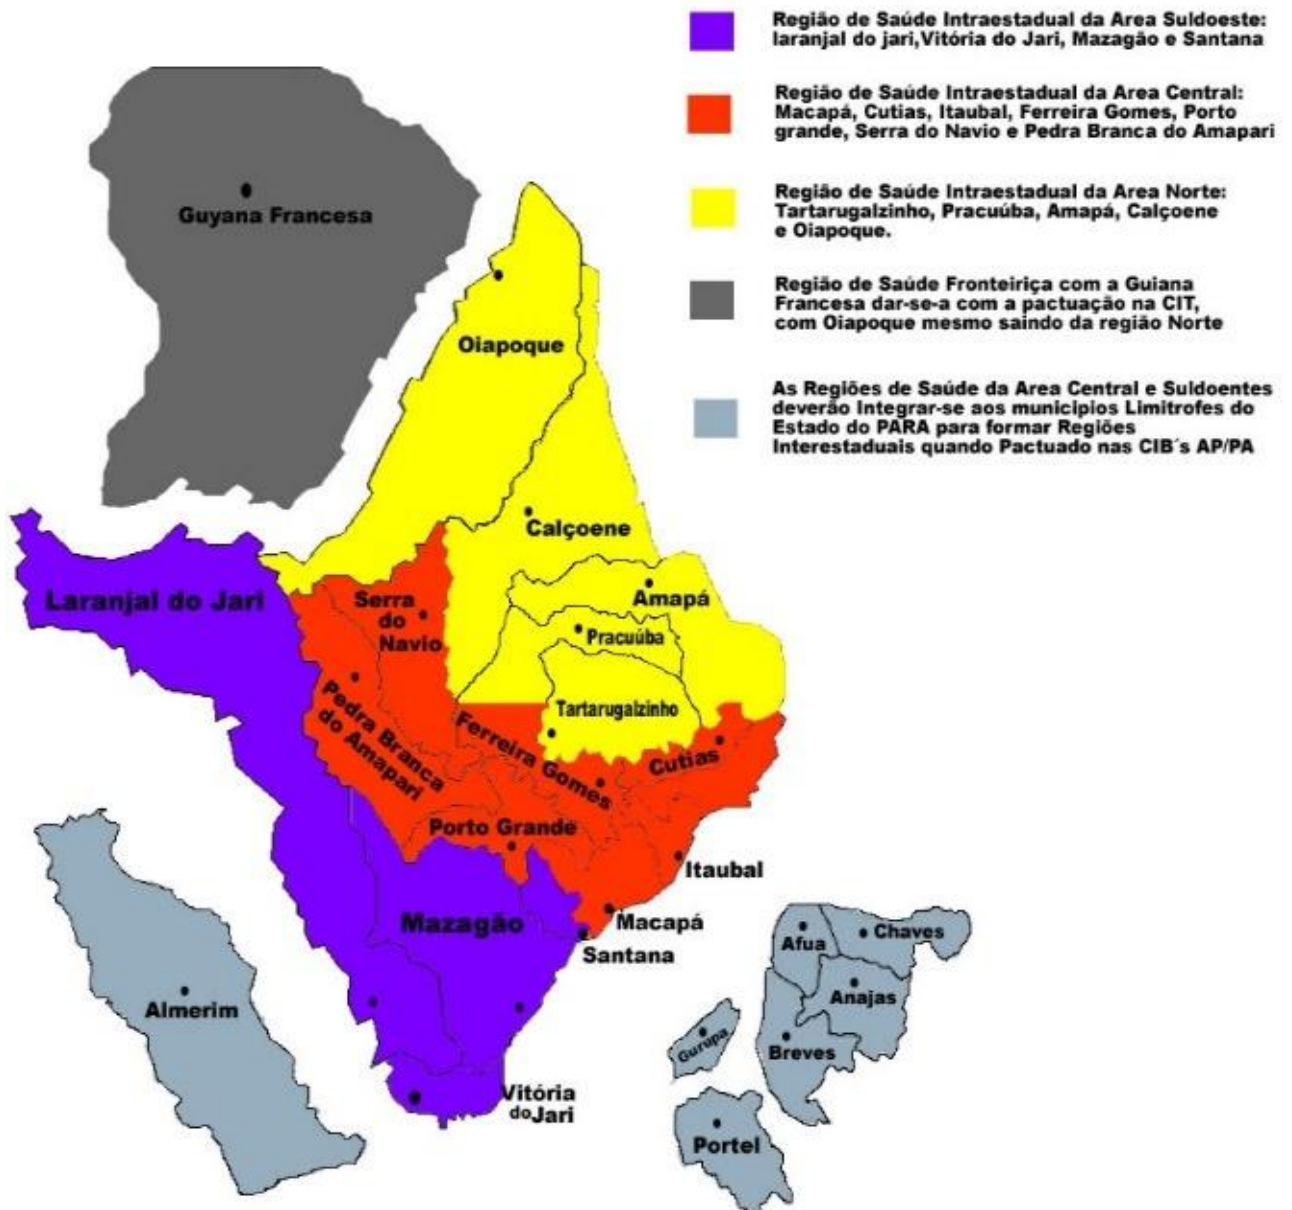 Região de Saúde Intraestadual da Area Suldoeste:
laranjal do jari,Vitória do Jari, Mazagão e Santana
Região de Saúde Intraestadual da Area Central:
Macapá, Cutias, Itaubal, Ferreira Gomes, Porto
grande, Serra do Navio e Pedra Branca do Amapari
Região de Saúde Intraestadual da Area Norte:
Tartarugalzinho, Pracuúba, Amapá, Calçoene
e Oiapoque.
Região de Saúde Fronteiriça com a Guiana
Francesa dar-se-a com a pactuação na CIT,
com Oiapoque mesmo saindo da região Norte
As Regiões de Saúde da Area Central e Suldoentes
deverão Integrar-se aos municipios Limitrofes do
Estado do PARA para formar Regiões
Interestaduais quando Pactuado nas CIB´s AP/PA
Guyana Francesa
Oiapoque
Calçoene
Laranjal do Jari
Serra
do
Navio
Amapá
Pracuúba
Pedra Branca
do Amapari
Tartarugalzinho
Ferreira Gomes
Cutias
Porto Grande
Itaubal
Mazagão
Macapá
Santana
Afua
Chaves
Almerim
Anajas
Gurupa
Breves
Vitória
do Jari
Portel